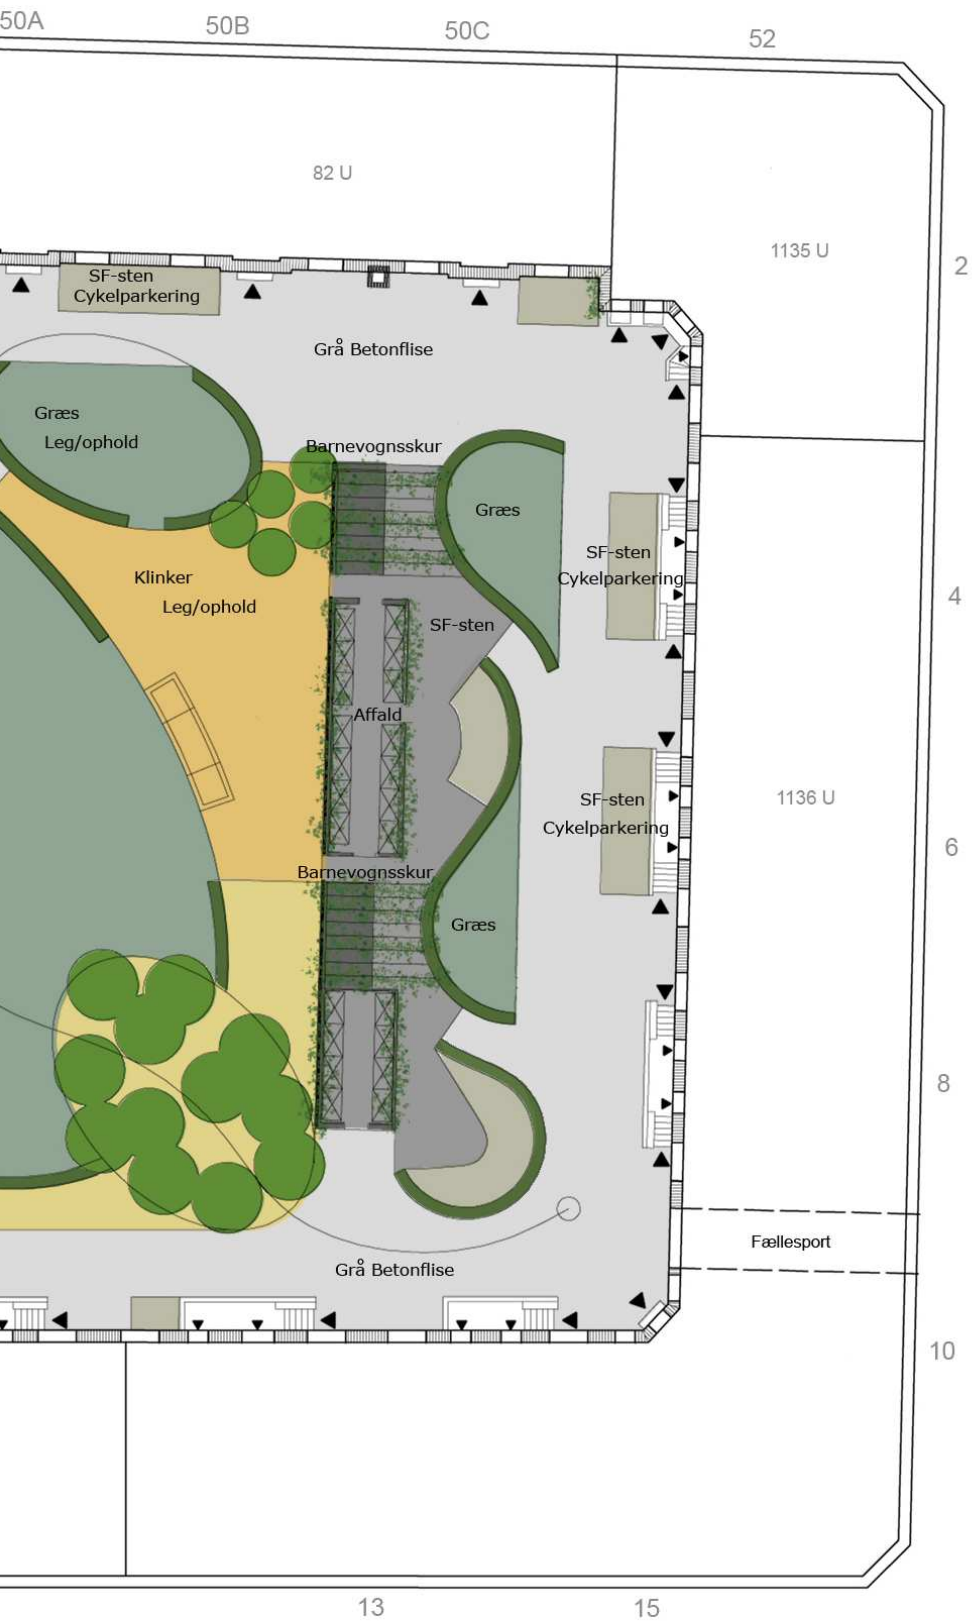 50A
50B
50C
52
82 U
1135 U
2
SF-sten
Cykelparkering
Grå Betonflise
Græs
Leg/ophold
Barnevognsskur
Græs
SF-sten
Cykelparkering
Klinker
Leg/ophold
4
SF-sten
Affald
1136 U
SF-sten
Cykelparkering
6
Barnevognsskur
Græs
8
Fællesport
Grå Betonflise
10
13
15